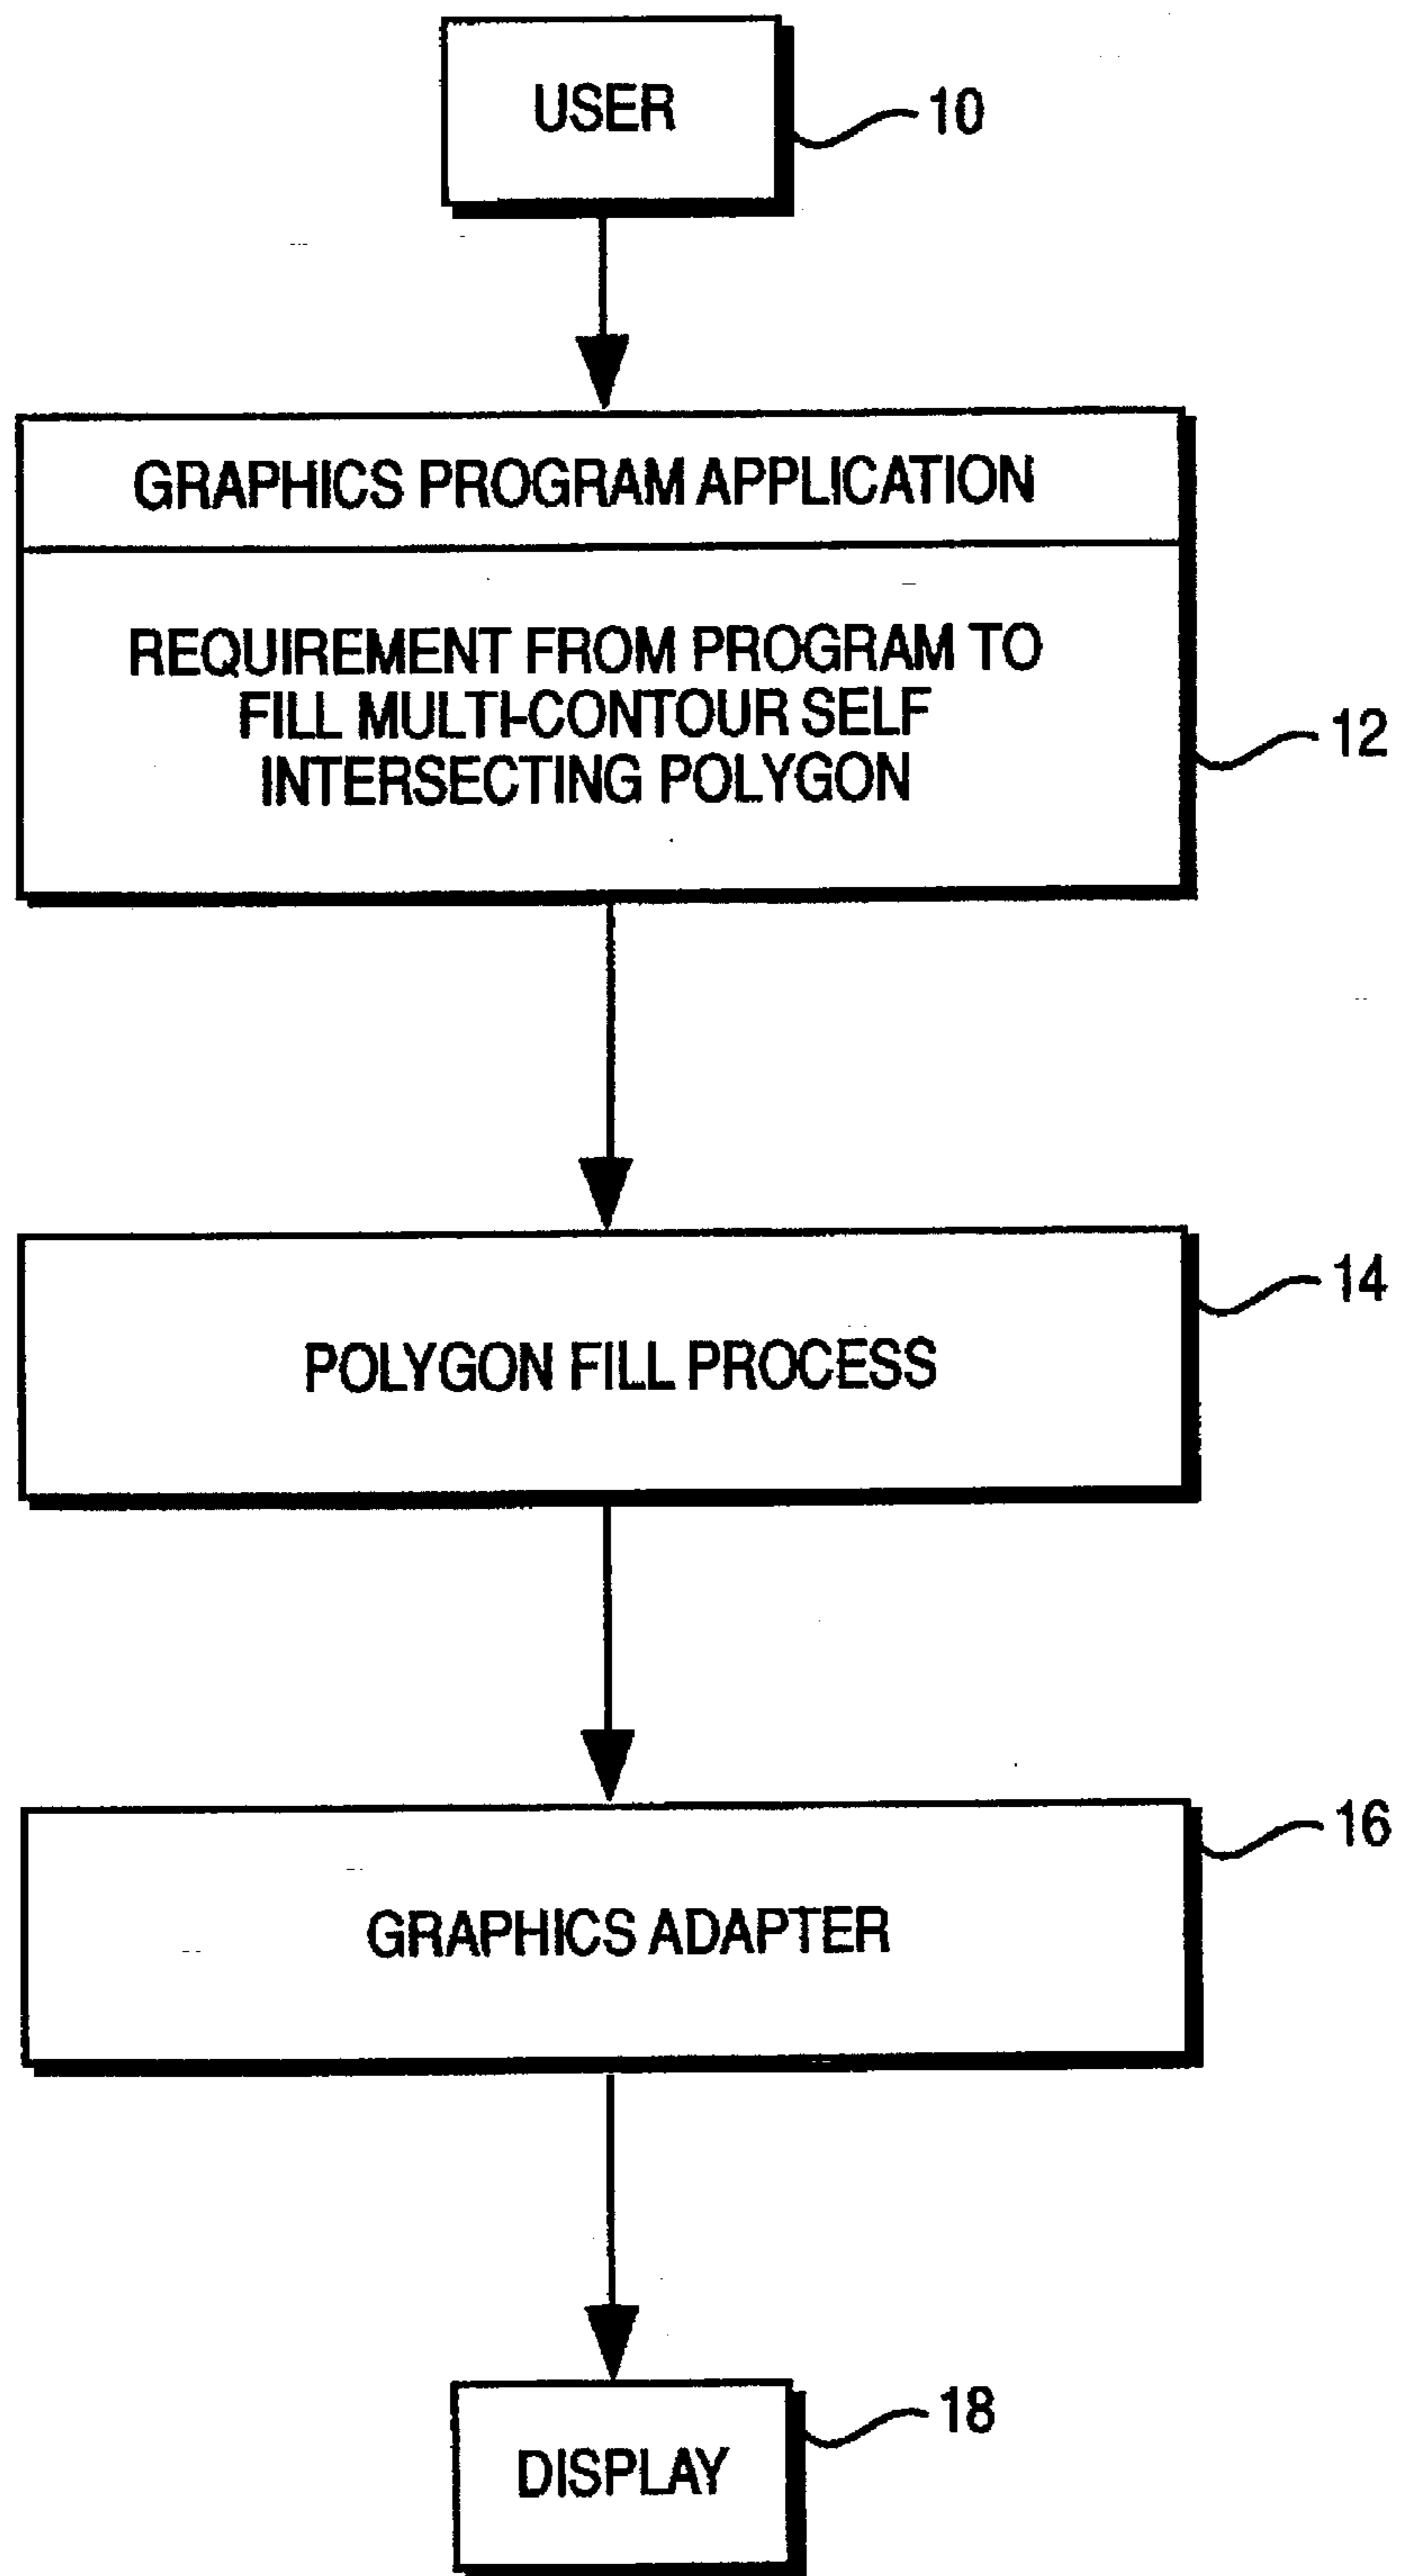 USER
10
GRAPHICS PROGRAM APPLICATION
REQUIREMENT FROM PROGRAM TO
FILL MULTI-CONTOUR SELF
INTERSECTING POLYGON
12
14
POLYGON FILL PROCESS
16
GRAPHICS ADAPTER
18
DISPLAY